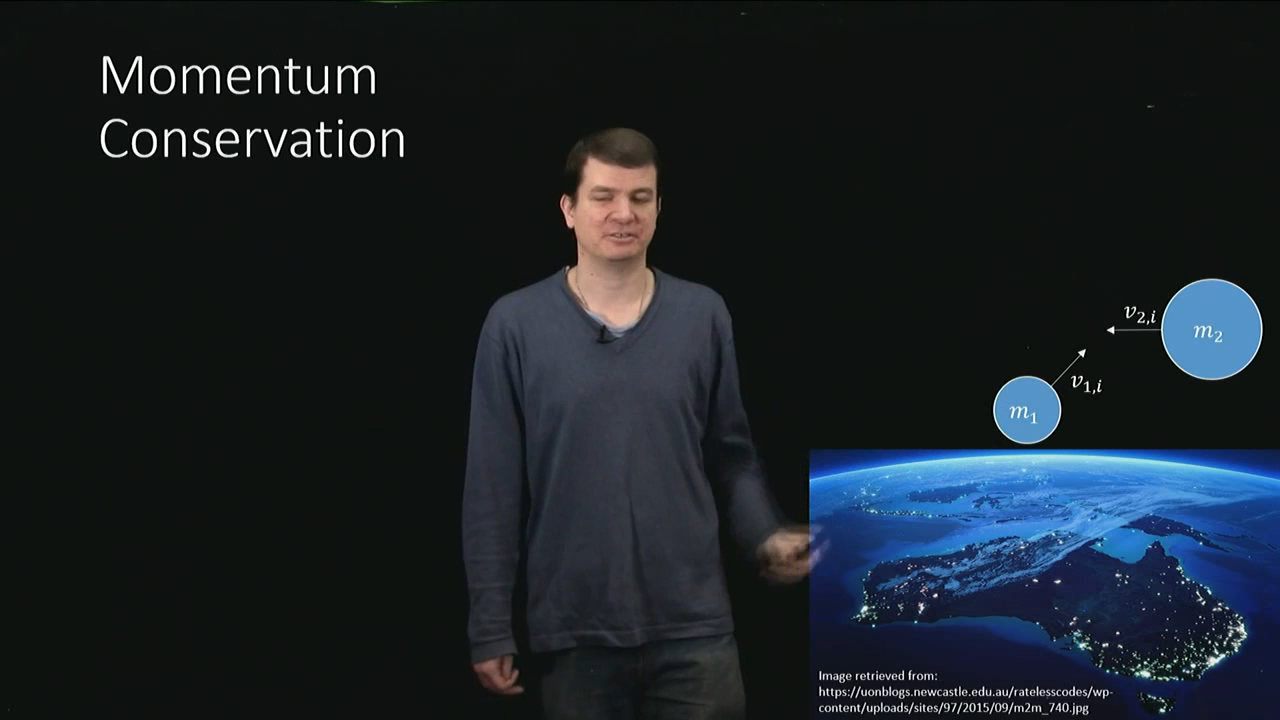 Momentum
Conservation
v2,i
m2
v1,i
m1
Image retrieved from:
https://uonblogs.newcastle.edu.au/ratelesscodes/wp-
content/uploads/sites/97/2015/09/m2m_740.jpg